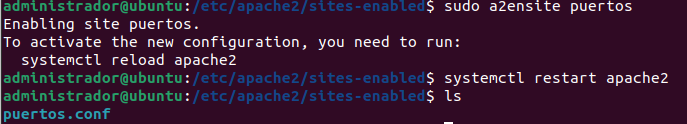 administrador@ubuntu:/etc/apache2/sites-enabled$ sudo a2ensite puertos
Enabling site puertos.
To activate the new configuration, you need to run:
  systemctl reload apache2
administrador@ubuntu:/etc/apache2/sites-enabled$ systemctl restart apache2
administrador@ubuntu:/etc/apache2/sites-enabled$ ls
puertos.conf